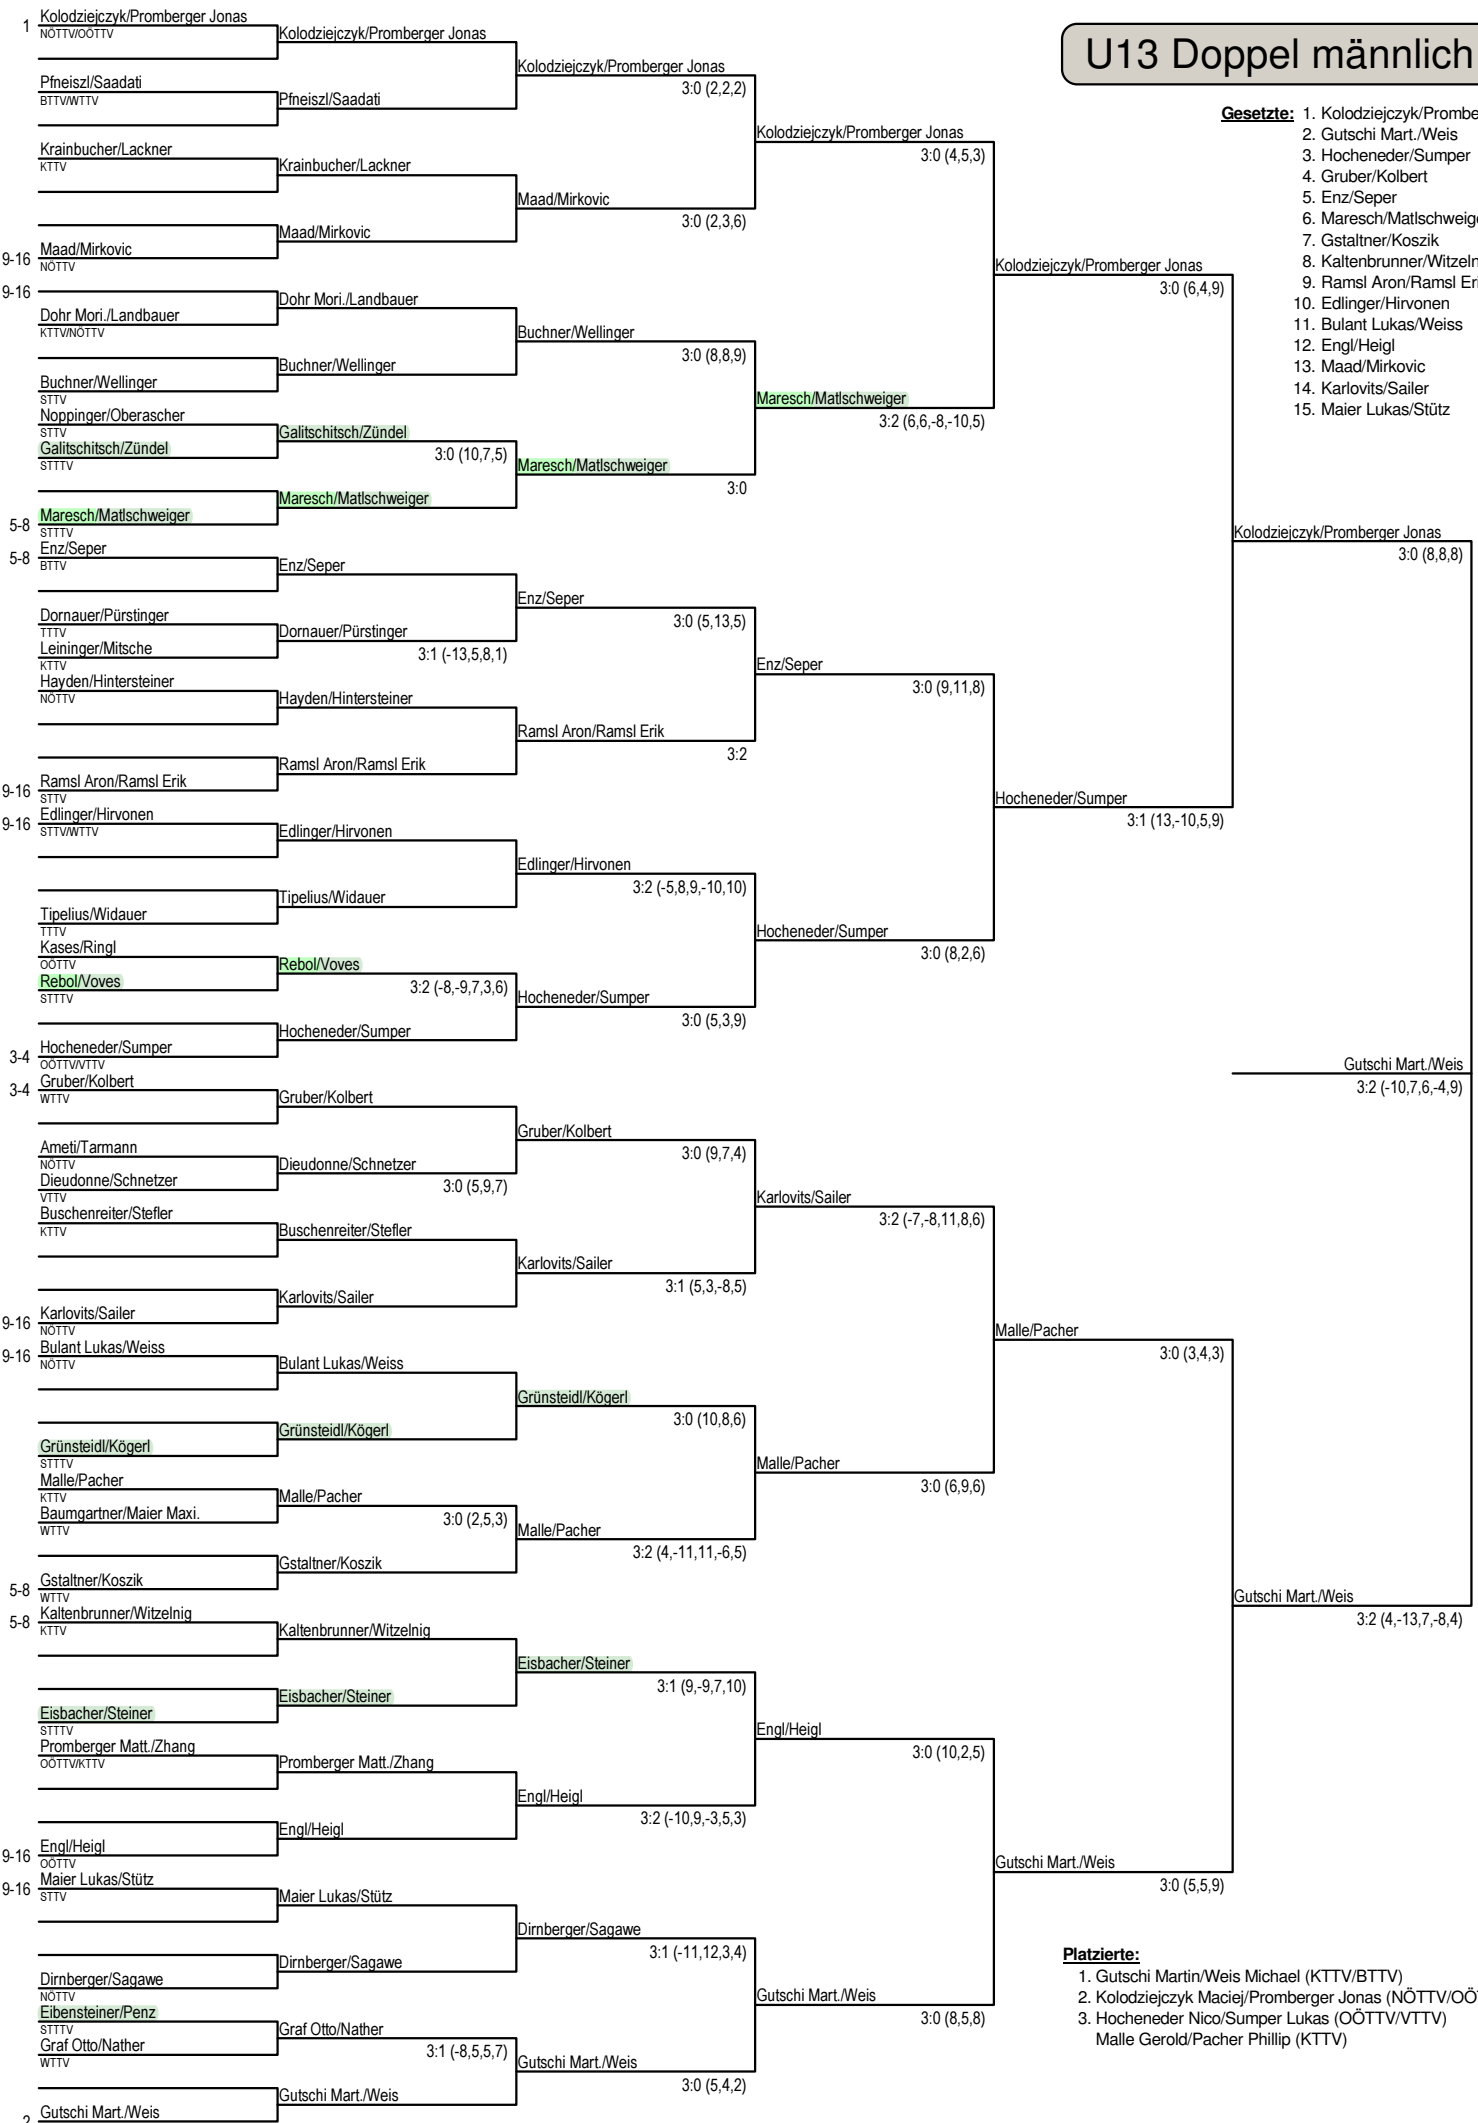 U13 Doppel männlich
Gesetzte: 1. Kolodziejczyk/Prombe
2. Gutschi Mart./Weis
3. Hocheneder/Sumper
4. Gruber/Kolbert
5. Enz/Seper
6. Maresch/Matlschweig
7. Gstaltner/Koszik
8. Kaltenbrunner/Witzeln
9. Ramsl Aron/Ramsl Eri
10. Edlinger/Hirvonen
11. Bulant Lukas/Weiss
12. Engl/Heigl
13. Maad/Mirkovic
14. Karlovits/Sailer
15. Maier Lukas/Stütz
1 Kolodziejczyk/Promberger Jonas
NÖTTV/OÖTTV
Pfneiszl/Saadati
BTTV/WTTV
Krainbucher/Lackner
KTTV
9-16 Maad/Mirkovic
NÖTTV
9-16
Dohr Mori./Landbauer
KTTV/NÖTTV
Buchner/Wellinger
STTV
Noppinger/Oberascher
STTV
Galitschitsch/Zündel
STTTV
5-8 Maresch/Matlschweiger
STTTV
5-8 Enz/Seper
BTTV
Dornauer/Pürstinger
TTTV
Leininger/Mitsche
KTTV
Hayden/Hintersteiner
NÖTTV
9-16 Ramsl Aron/Ramsl Erik
STTV
9-16 Edlinger/Hirvonen
STTV/WTTV
Tipelius/Widauer
TTTV
Kases/Ringl
OÖTTV
Rebol/Voves
STTTV
3-4 Hocheneder/Sumper
OÖTTV/VTTV
3-4 Gruber/Kolbert
WTTV
Ameti/Tarmann
NÖTTV
Dieudonne/Schnetzer
VTTV
Buschenreiter/Stefler
KTTV
9-16 Karlovits/Sailer
NÖTTV
9-16 Bulant Lukas/Weiss
NÖTTV
Grünsteidl/Kögerl
STTTV
Malle/Pacher
KTTV
Baumgartner/Maier Maxi.
WTTV
5-8 Gstaltner/Koszik
WTTV
5-8 Kaltenbrunner/Witzelnig
KTTV
Eisbacher/Steiner
STTTV
Promberger Matt./Zhang
OÖTTV/KTTV
9-16 Engl/Heigl
OÖTTV
9-16 Maier Lukas/Stütz
STTV
Dirnberger/Sagawe
NÖTTV
Eibensteiner/Penz
STTTV
Graf Otto/Nather
WTTV
2 Gutschi Mart./Weis
Kolodziejczyk/Promberger Jonas
Pfneiszl/Saadati
Krainbucher/Lackner
Maad/Mirkovic
Dohr Mori./Landbauer
Buchner/Wellinger
Galitschitsch/Zündel
3:0 (10,7,5)
Maresch/Matlschweiger
Enz/Seper
Dornauer/Pürstinger
3:1 (-13,5,8,1)
Hayden/Hintersteiner
Ramsl Aron/Ramsl Erik
Edlinger/Hirvonen
Tipelius/Widauer
Rebol/Voves
3:2 (-8,-9,7,3,6)
Hocheneder/Sumper
Gruber/Kolbert
Dieudonne/Schnetzer
3:0 (5,9,7)
Buschenreiter/Stefler
Karlovits/Sailer
Bulant Lukas/Weiss
Grünsteidl/Kögerl
Malle/Pacher
3:0 (2,5,3)
Gstaltner/Koszik
Kaltenbrunner/Witzelnig
Eisbacher/Steiner
Promberger Matt./Zhang
Engl/Heigl
Maier Lukas/Stütz
Dirnberger/Sagawe
Graf Otto/Nather
3:1 (-8,5,5,7)
Gutschi Mart./Weis
Kolodziejczyk/Promberger Jonas
3:0 (2,2,2)
Maad/Mirkovic
3:0 (2,3,6)
Buchner/Wellinger
3:0 (8,8,9)
Maresch/Matlschweiger
3:0
Enz/Seper
3:0 (5,13,5)
Ramsl Aron/Ramsl Erik
3:2
Edlinger/Hirvonen
3:2 (-5,8,9,-10,10)
Hocheneder/Sumper
3:0 (5,3,9)
Gruber/Kolbert
3:0 (9,7,4)
Karlovits/Sailer
3:1 (5,3,-8,5)
Grünsteidl/Kögerl
3:0 (10,8,6)
Malle/Pacher
3:2 (4,-11,11,-6,5)
Eisbacher/Steiner
3:1 (9,-9,7,10)
Engl/Heigl
3:2 (-10,9,-3,5,3)
Dirnberger/Sagawe
3:1 (-11,12,3,4)
Gutschi Mart./Weis
3:0 (5,4,2)
Kolodziejczyk/Promberger Jonas
3:0 (4,5,3)
Maresch/Matlschweiger
3:2 (6,6,-8,-10,5)
Enz/Seper
3:0 (9,11,8)
Hocheneder/Sumper
3:0 (8,2,6)
Karlovits/Sailer
3:2 (-7,-8,11,8,6)
Malle/Pacher
3:0 (6,9,6)
Engl/Heigl
3:0 (10,2,5)
Gutschi Mart./Weis
3:0 (8,5,8)
Kolodziejczyk/Promberger Jonas
3:0 (6,4,9)
Hocheneder/Sumper
3:1 (13,-10,5,9)
Malle/Pacher
3:0 (3,4,3)
Gutschi Mart./Weis
3:0 (5,5,9)
Kolodziejczyk/Promberger Jonas
3:0 (8,8,8)
Gutschi Mart./Weis
3:2 (4,-13,7,-8,4)
Gutschi Mart./Weis
3:2 (-10,7,6,-4,9)
Platzierte:
1. Gutschi Martin/Weis Michael (KTTV/BTTV)
2. Kolodziejczyk Maciej/Promberger Jonas (NÖTTV/OÖ
3. Hocheneder Nico/Sumper Lukas (OÖTTV/VTTV)
Malle Gerold/Pacher Phillip (KTTV)